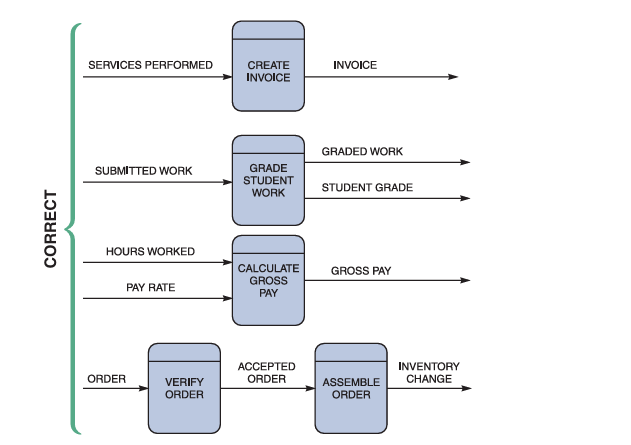 CORRECT
SERVICES PERFORMED
CREATE
INVOICE
INVOICE
SUBMITTED WORK
GRADE
STUDENT
WORK
GRADED WORK
STUDENT GRADE
HOURS WORKED
PAY RATE
CALCULATE
GROSS
PAY
GROSS PAY
ORDER
VERIFY
ORDER
ACCEPTED
ORDER
ASSEMBLE
ORDER
INVENTORY
CHANGE